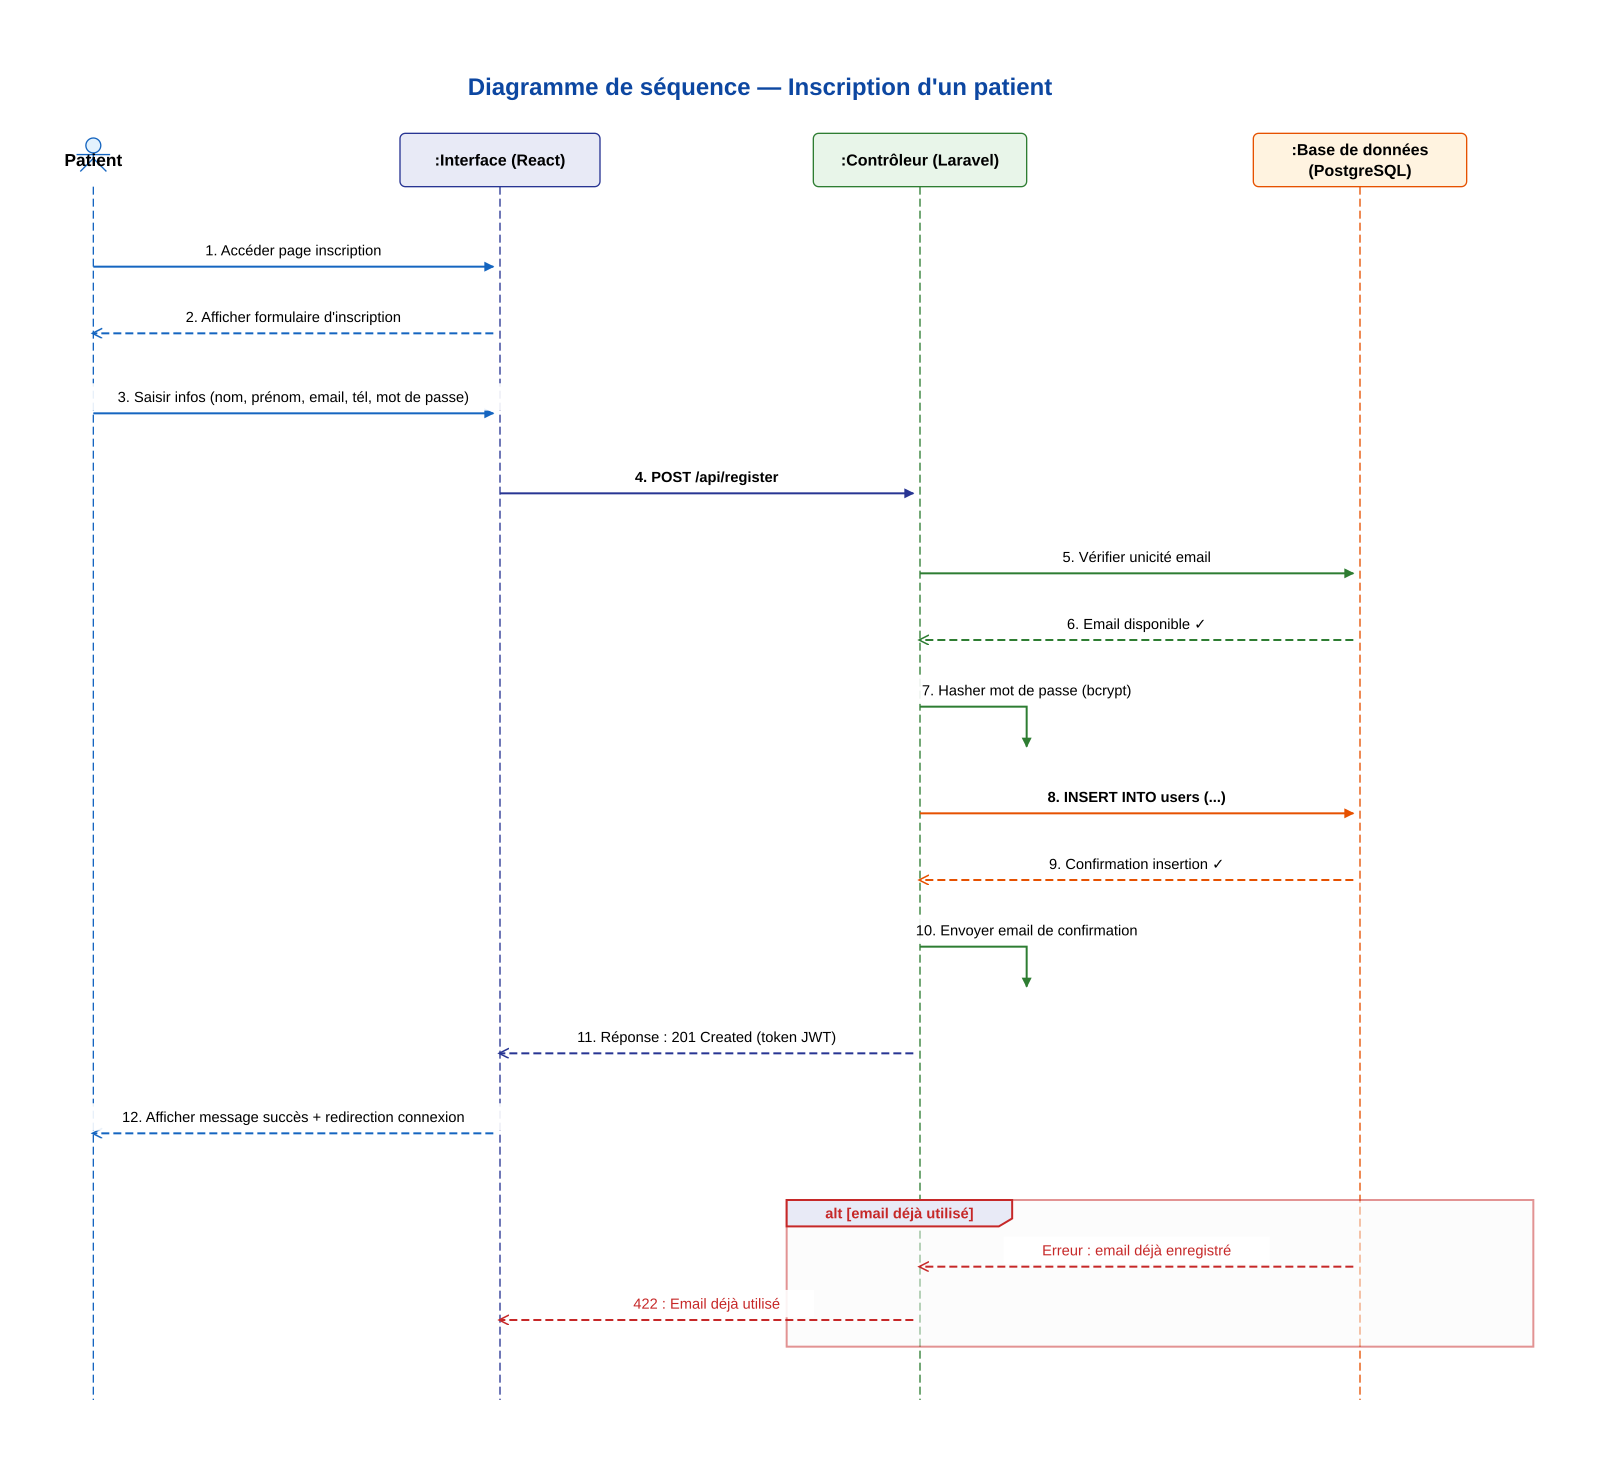 Diagramme de séquence — Inscription d'un patient
Patient
:Interface (React)
:Contrôleur (Laravel)
:Base de données
(PostgreSQL)
1. Accéder page inscription
2. Afficher formulaire d'inscription
3. Saisir infos (nom, prénom, email, tél, mot de passe)
4. POST /api/register
5. Vérifier unicité email
6. Email disponible ✓
7. Hasher mot de passe (bcrypt)
8. INSERT INTO users (...)
9. Confirmation insertion ✓
10. Envoyer email de confirmation
11. Réponse : 201 Created (token JWT)
12. Afficher message succès + redirection connexion
alt [email déjà utilisé]
Erreur : email déjà enregistré
422 : Email déjà utilisé